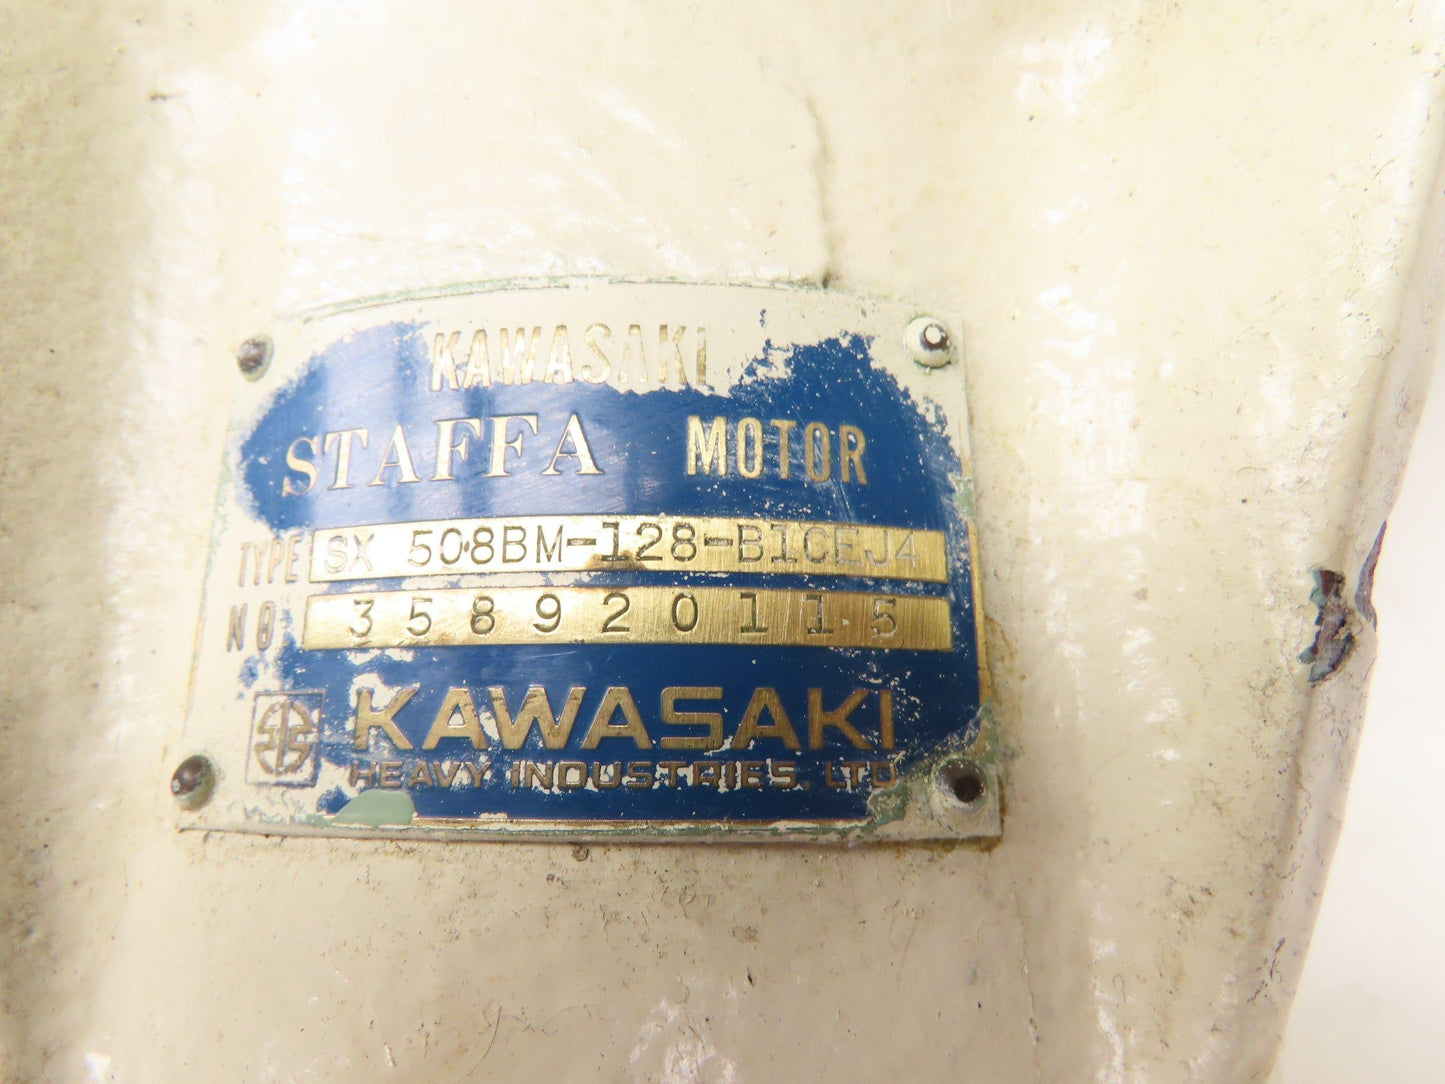 KAWASAKI
STAFFA MOTOR
TYPE SX 508BM-128-B1CEJ4
NO 358920115
KAWASAKI
HEAVY INDUSTRIES, LTD